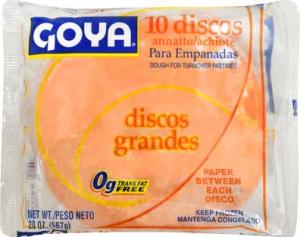 GOYA
10 discos
annatto/achiote
Para Empanadas
DOUGH FOR TURNOVER PASTRIES
discos
grandes
0g TRANS FAT
FREE
PAPER
BETWEEN
EACH
DISCO
NET WT./PESO NETO
20 OZ. (567g)
KEEP FROZEN
MANTENGA CONGELADO